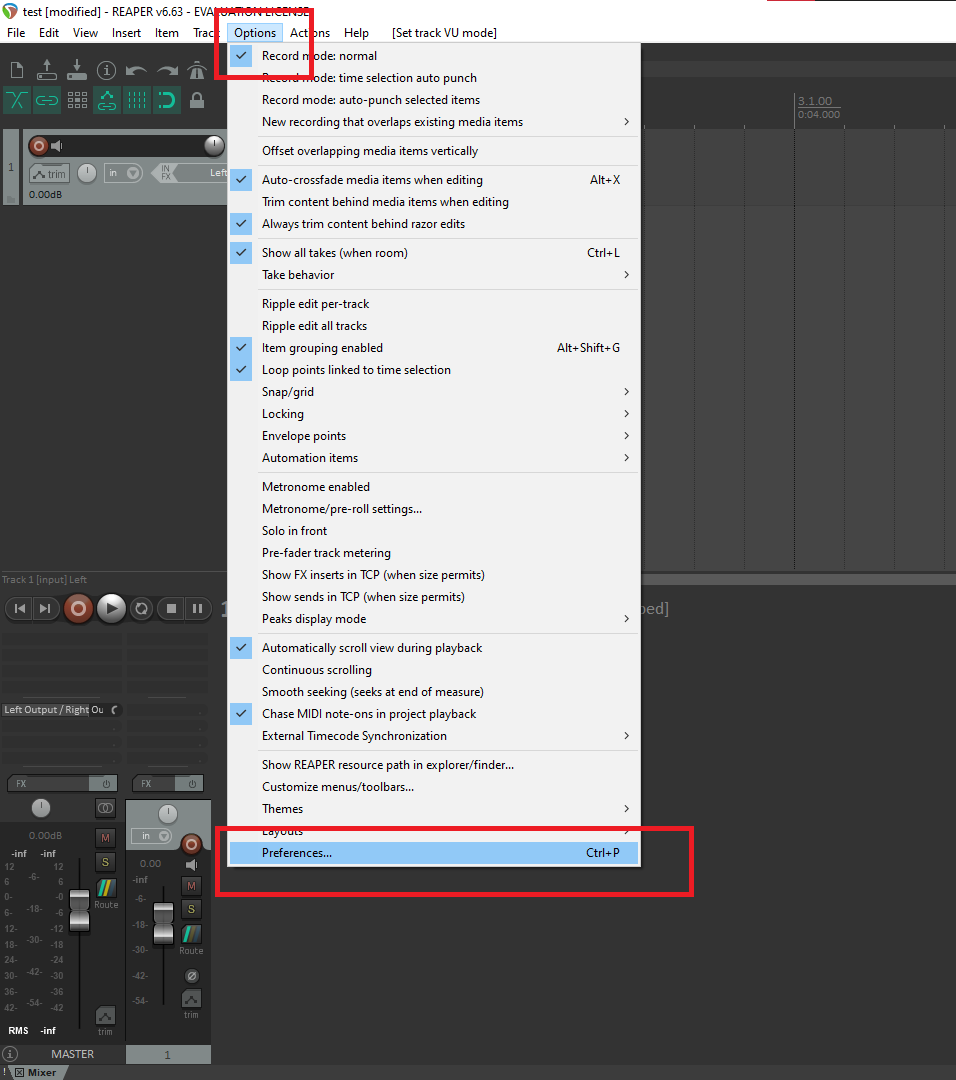 test [modified] - REAPER v6.63 - EVALUATION LICENSE
File Edit View Insert Item Track Options Actions Help [Set track VU mode]
Record mode: normal
Record mode: time selection auto punch
Record mode: auto-punch selected items
New recording that overlaps existing media items
Offset overlapping media items vertically
Auto-crossfade media items when editing Alt+X
Trim content behind media items when editing
Always trim content behind razor edits
Show all takes (when room) Ctrl+L
Take behavior
Ripple edit per-track
Ripple edit all tracks
Item grouping enabled Alt+Shift+G
Loop points linked to time selection
Snap/grid
Locking
Envelope points
Automation items
Metronome enabled
Metronome/pre-roll settings...
Solo in front
Pre-fader track metering
Show FX inserts in TCP (when size permits)
Show sends in TCP (when size permits)
Peaks display mode
Automatically scroll view during playback
Continuous scrolling
Smooth seeking (seeks at end of measure)
Chase MIDI note-ons in project playback
External Timecode Synchronization
Show REAPER resource path in explorer/finder...
Customize menus/toolbars...
Themes
Layouts
Preferences... Ctrl+P
3.1.00
0:04.000
1
trim in IN FX Left
0.00dB
Track 1 [input] Left
Left Output / Right Ou
FX FX
0.00dB
-inf -inf
12 12
6 -6- 6
0- -0
6- -18- -6
12- -12
18- -30- -18
24- -24
30- -42- -30
36- -36
42- -54- -42
RMS -inf
M
S
Route
trim
MASTER
in
0.00
-inf
-6-
-18-
-30-
-42-
-54-
M
S
Route
trim
1
Mixer